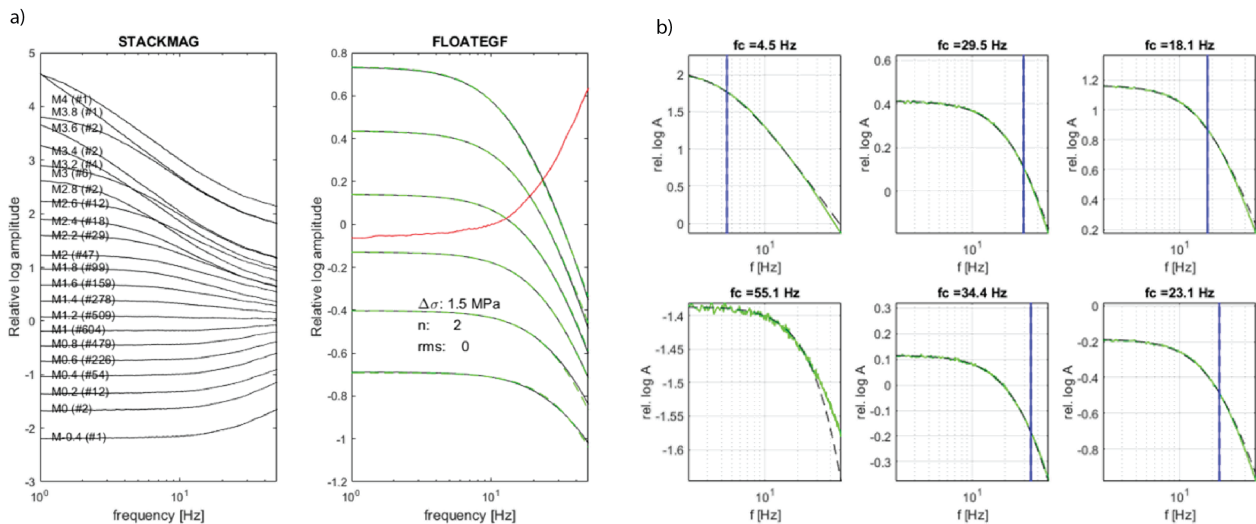 a)
STACKMAG
Relative log amplitude
5
4
3
2
1
0
-1
-2
-3
M4 (#1)
M3.8 (#1)
M3.6 (#2)
M3.4 (#2)
M3.2 (#4)
M3 (#6)
M2.8 (#2)
M2.6 (#12)
M2.4 (#18)
M2.2 (#29)
M2 (#47)
M1.8 (#99)
M1.6 (#159)
M1.4 (#278)
M1.2 (#509)
M1 (#604)
M0.8 (#479)
M0.6 (#226)
M0.4 (#54)
M0.2 (#12)
M0 (#2)
M-0.4 (#1)
10⁰ 10¹
frequency [Hz]
FLOATEGF
Relative log amplitude
0.8
0.6
0.4
0.2
0
-0.2
-0.4
-0.6
-0.8
-1
-1.2
Δσ: 1.5 MPa
n: 2
rms: 0
10⁰ 10¹
frequency [Hz]
b)
fc =4.5 Hz
rel. log A
2
1.5
1
0.5
0
10¹
f [Hz]
fc =29.5 Hz
rel. log A
0.6
0.4
0.2
0
10¹
f [Hz]
fc =18.1 Hz
rel. log A
1.2
1
0.8
0.6
0.4
0.2
10¹
f [Hz]
fc =55.1 Hz
rel. log A
-1.4
-1.45
-1.5
-1.55
-1.6
10¹
f [Hz]
fc =34.4 Hz
rel. log A
0.3
0.2
0.1
0
-0.1
-0.2
-0.3
10¹
f [Hz]
fc =23.1 Hz
rel. log A
0
-0.2
-0.4
-0.6
-0.8
10¹
f [Hz]